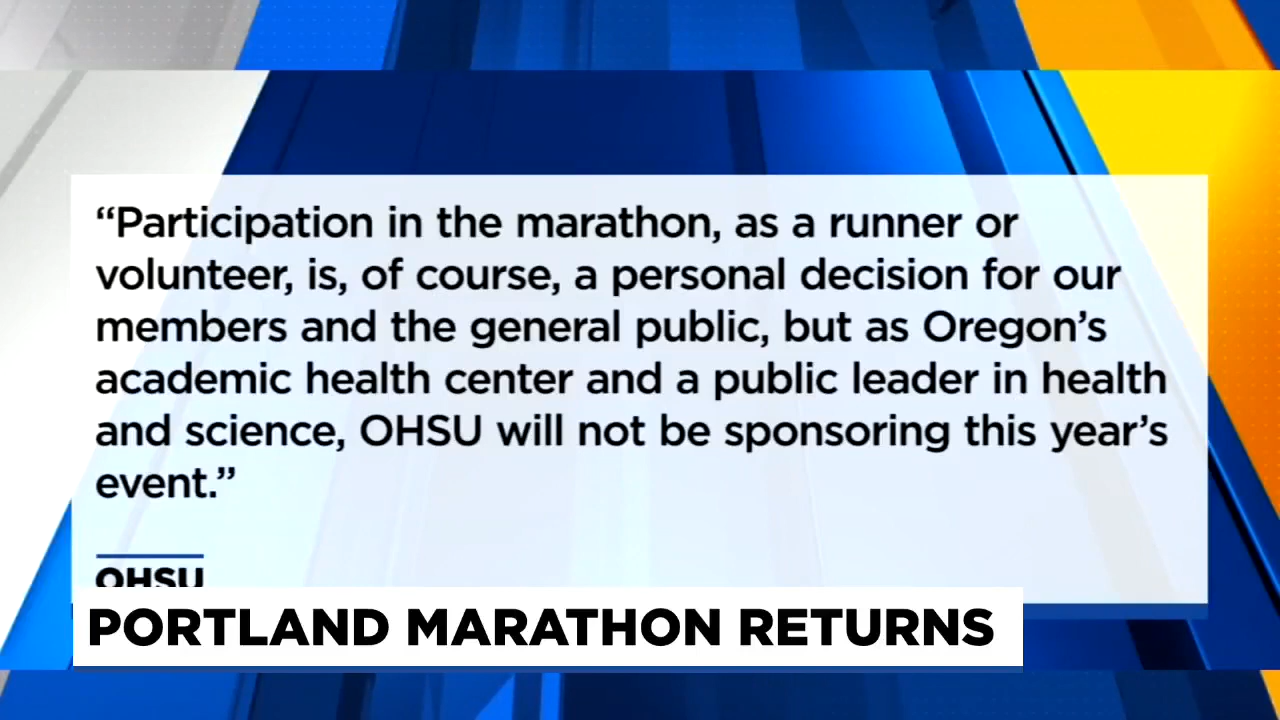 “Participation in the marathon, as a runner or
volunteer, is, of course, a personal decision for our
members and the general public, but as Oregon’s
academic health center and a public leader in health
and science, OHSU will not be sponsoring this year’s
event.”
OHSU
PORTLAND MARATHON RETURNS